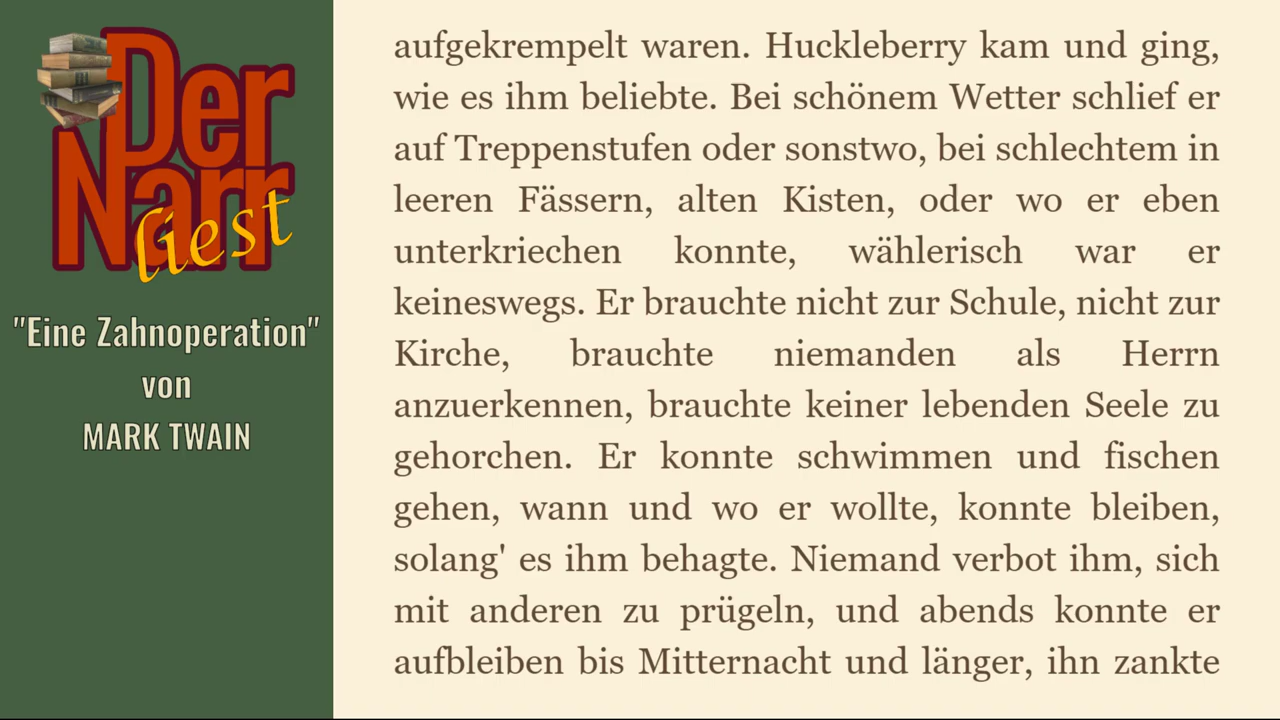 Der
Narr
liest
"Eine Zahnoperation"
von
MARK TWAIN
aufgekrempelt waren. Huckleberry kam und ging,
wie es ihm beliebte. Bei schönem Wetter schlief er
auf Treppenstufen oder sonstwo, bei schlechtem in
leeren Fässern, alten Kisten, oder wo er eben
unterkriechen konnte, wählerisch war er
keineswegs. Er brauchte nicht zur Schule, nicht zur
Kirche, brauchte niemanden als Herrn
anzuerkennen, brauchte keiner lebenden Seele zu
gehorchen. Er konnte schwimmen und fischen
gehen, wann und wo er wollte, konnte bleiben,
solang' es ihm behagte. Niemand verbot ihm, sich
mit anderen zu prügeln, und abends konnte er
aufbleiben bis Mitternacht und länger, ihn zankte